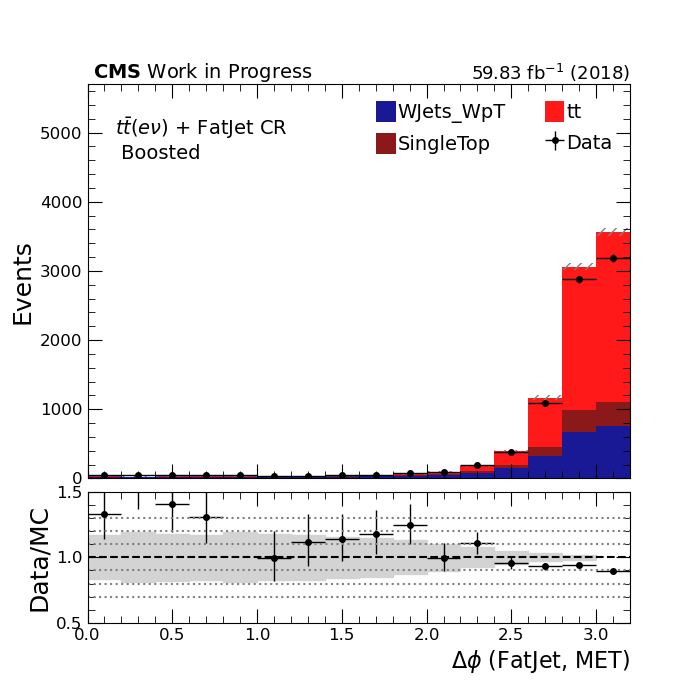 CMS Work in Progress 59.83 fb⁻¹ (2018)
tt̄(eν) + FatJet CR
Boosted
WJets_WpT tt
SingleTop Data
Events
5000
4000
3000
2000
1000
0
Data/MC
1.5
1.0
0.5
0.0 0.5 1.0 1.5 2.0 2.5 3.0
Δϕ (FatJet, MET)